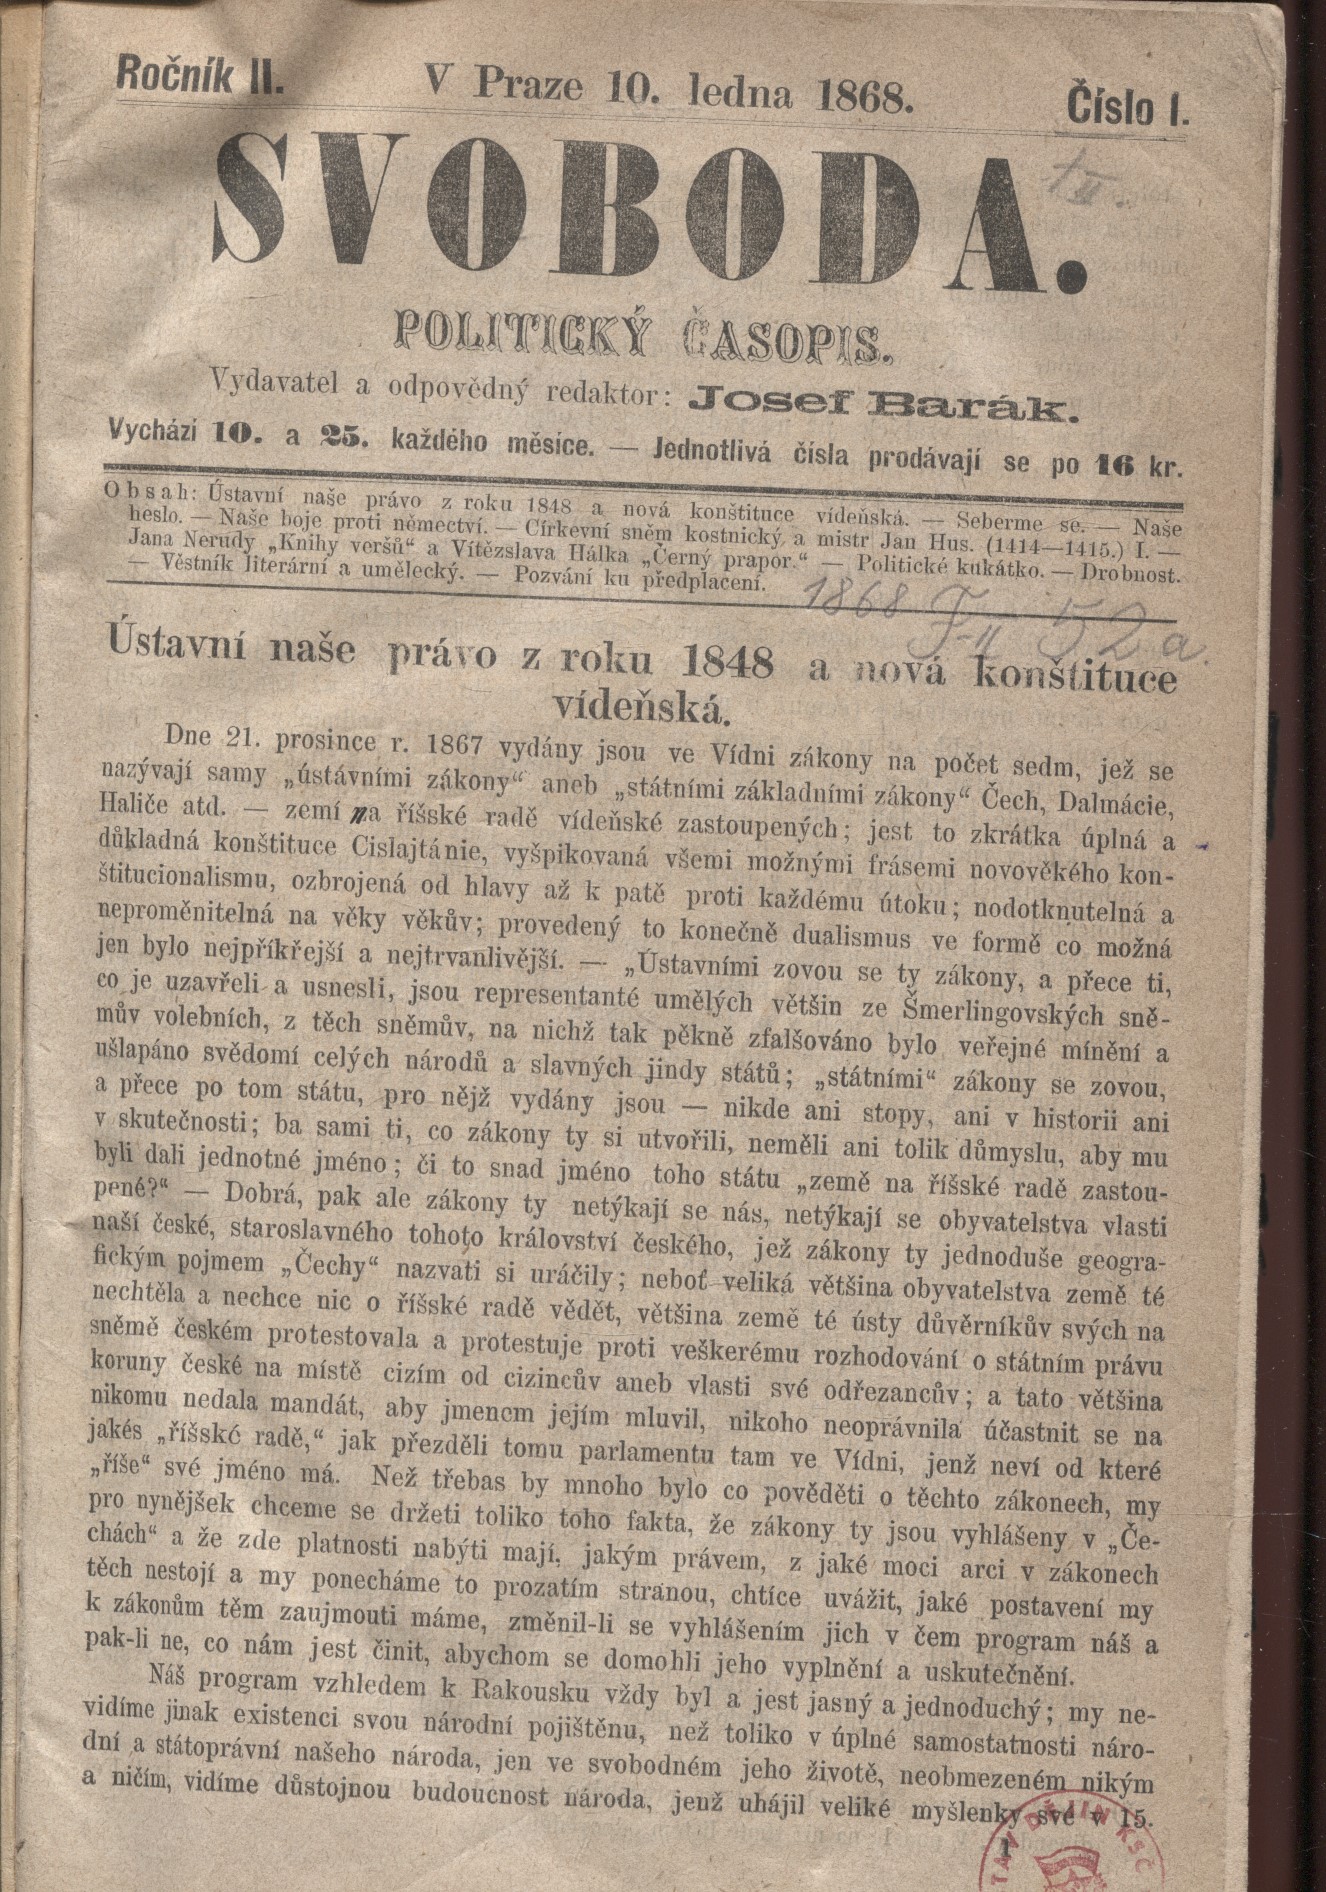 Ročník II.
V Praze 10. ledna 1868.
Číslo I.
SVOBODA.
POLITICKÝ ČASOPIS.
Vydavatel a odpovědný redaktor: Josef Barák.
Vychází 10. a 25. každého měsíce. — Jednotlivá čísla prodávají se po 16 kr.
Obsah: Ústavní naše právo z roku 1848 a nová konštituce vídeňská. — Seberme se. — Naše
heslo. — Naše boje proti němectví. — Církevní sněm kostnický a mistr Jan Hus. (1414—1415.) I. —
Jana Nerudy „Knihy veršů“ a Vítězslava Hálka „Černý prapor.“ — Politické kukátko. — Drobnost.
— Věstník literární a umělecký. — Pozvání ku předplacení.
1868 52a.
Ústavní naše právo z roku 1848 a nová konštituce
vídeňská.
Dne 21. prosince r. 1867 vydány jsou ve Vídni zákony na počet sedm, jež se
nazývají samy „ústávními zákony“ aneb „státními základními zákony“ Čech, Dalmácie,
Haliče atd. — zemí na říšské radě vídeňské zastoupených; jest to zkrátka úplná a
důkladná konštituce Cislajtánie, vyšpikovaná všemi možnými frásemi novověkého kon-
štitucionalismu, ozbrojená od hlavy až k patě proti každému útoku; nodotknutelná a
neproměnitelná na věky věkův; provedený to konečně dualismus ve formě co možná
jen bylo nejpříkřejší a nejtrvanlivější. — „Ústavními zovou se ty zákony, a přece ti,
co je uzavřeli a usnesli, jsou representanté umělých většin ze Šmerlingovských sně-
mův volebních, z těch sněmův, na nichž tak pěkně zfalšováno bylo veřejné mínění a
ušlapáno svědomí celých národů a slavných jindy států; „státními“ zákony se zovou,
a přece po tom státu, pro nějž vydány jsou — nikde ani stopy, ani v historii ani
v skutečnosti; ba sami ti, co zákony ty si utvořili, neměli ani tolik důmyslu, aby mu
byli dali jednotné jméno; či to snad jméno toho státu „země na říšské radě zastou-
pené?“ — Dobrá, pak ale zákony ty netýkají se nás, netýkají se obyvatelstva vlasti
naší české, staroslavného tohoto království českého, jež zákony ty jednoduše geogra-
fickým pojmem „Čechy“ nazvati si uráčily; neboť veliká většina obyvatelstva země té
nechtěla a nechce nic o říšské radě vědět, většina země té ústy důvěrníkův svých na
sněmě českém protestovala a protestuje proti veškerému rozhodování o státním právu
koruny české na místě cizím od cizincův aneb vlasti své odřezancův; a tato většina
nikomu nedala mandát, aby jmenem jejím mluvil, nikoho neoprávnila účastnit se na
jakés „říšské radě,“ jak přezděli tomu parlamentu tam ve Vídni, jenž neví od které
„říše“ své jméno má. Než třebas by mnoho bylo co pověděti o těchto zákonech, my
pro nynějšek chceme se držeti toliko toho fakta, že zákony ty jsou vyhlášeny v „Če-
chách“ a že zde platnosti nabýti mají, jakým právem, z jaké moci arci v zákonech
těch nestojí a my ponecháme to prozatím stranou, chtíce uvážit, jaké postavení my
k zákonům těm zaujmouti máme, změnil-li se vyhlášením jich v čem program náš a
pak-li ne, co nám jest činit, abychom se domohli jeho vyplnění a uskutečnění.
Náš program vzhledem k Rakousku vždy byl a jest jasný a jednoduchý; my ne-
vidíme jinak existenci svou národní pojištěnu, než toliko v úplné samostatnosti náro-
dní a státoprávní našeho národa, jen ve svobodném jeho životě, neobmezeném nikým
a ničím, vidíme důstojnou budoucnost národa, jenž uhájil veliké myšlenky své v 15.
1
ÚSTAV DĚJIN KSČ